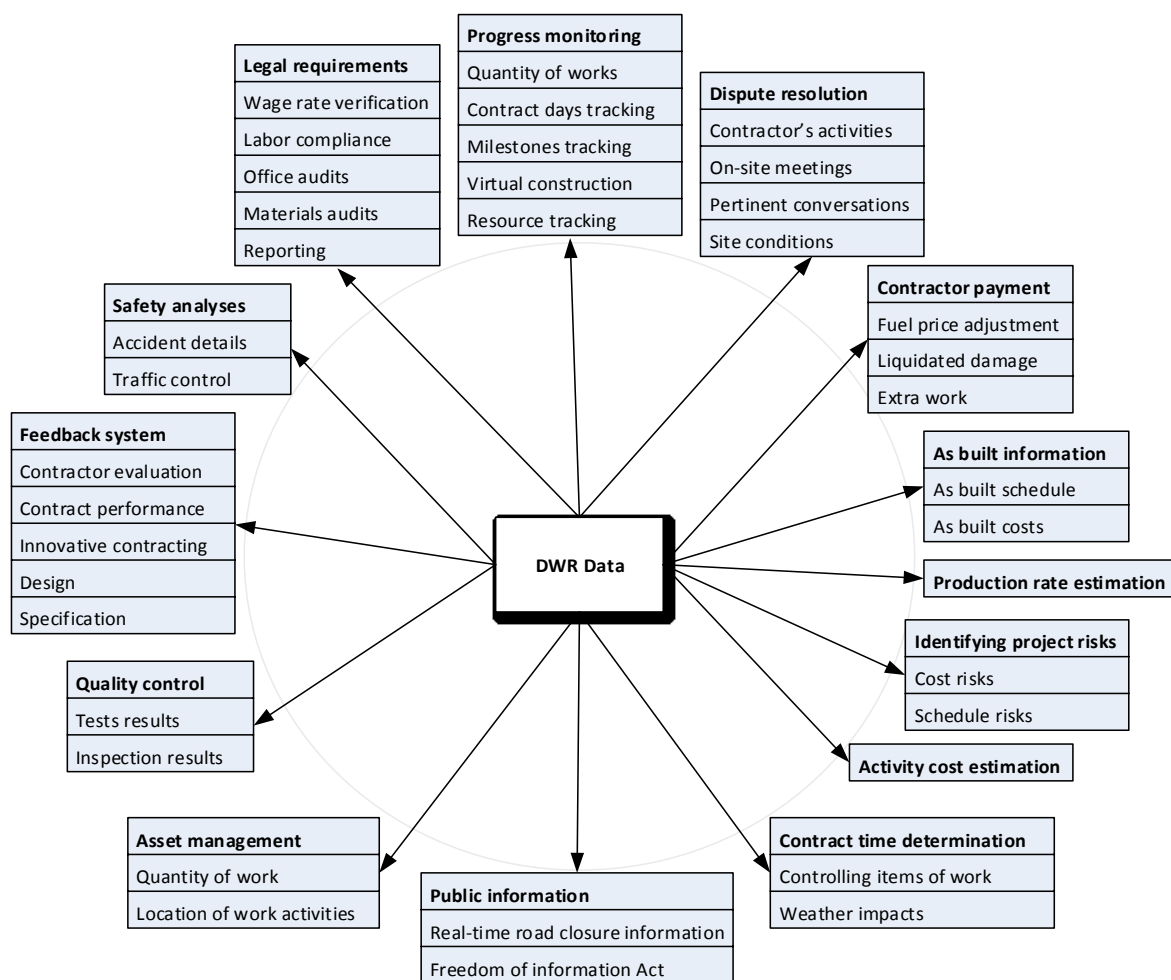 Progress monitoring
Quantity of works
Contract days tracking
Milestones tracking
Virtual construction
Resource tracking
Legal requirements
Wage rate verification
Labor compliance
Office audits
Materials audits
Reporting
Dispute resolution
Contractor’s activities
On-site meetings
Pertinent conversations
Site conditions
Safety analyses
Accident details
Traffic control
Contractor payment
Fuel price adjustment
Liquidated damage
Extra work
Feedback system
Contractor evaluation
Contract performance
Innovative contracting
Design
Specification
As built information
As built schedule
As built costs
DWR Data
Production rate estimation
Identifying project risks
Cost risks
Schedule risks
Quality control
Tests results
Inspection results
Activity cost estimation
Asset management
Quantity of work
Location of work activities
Contract time determination
Controlling items of work
Weather impacts
Public information
Real-time road closure information
Freedom of information Act